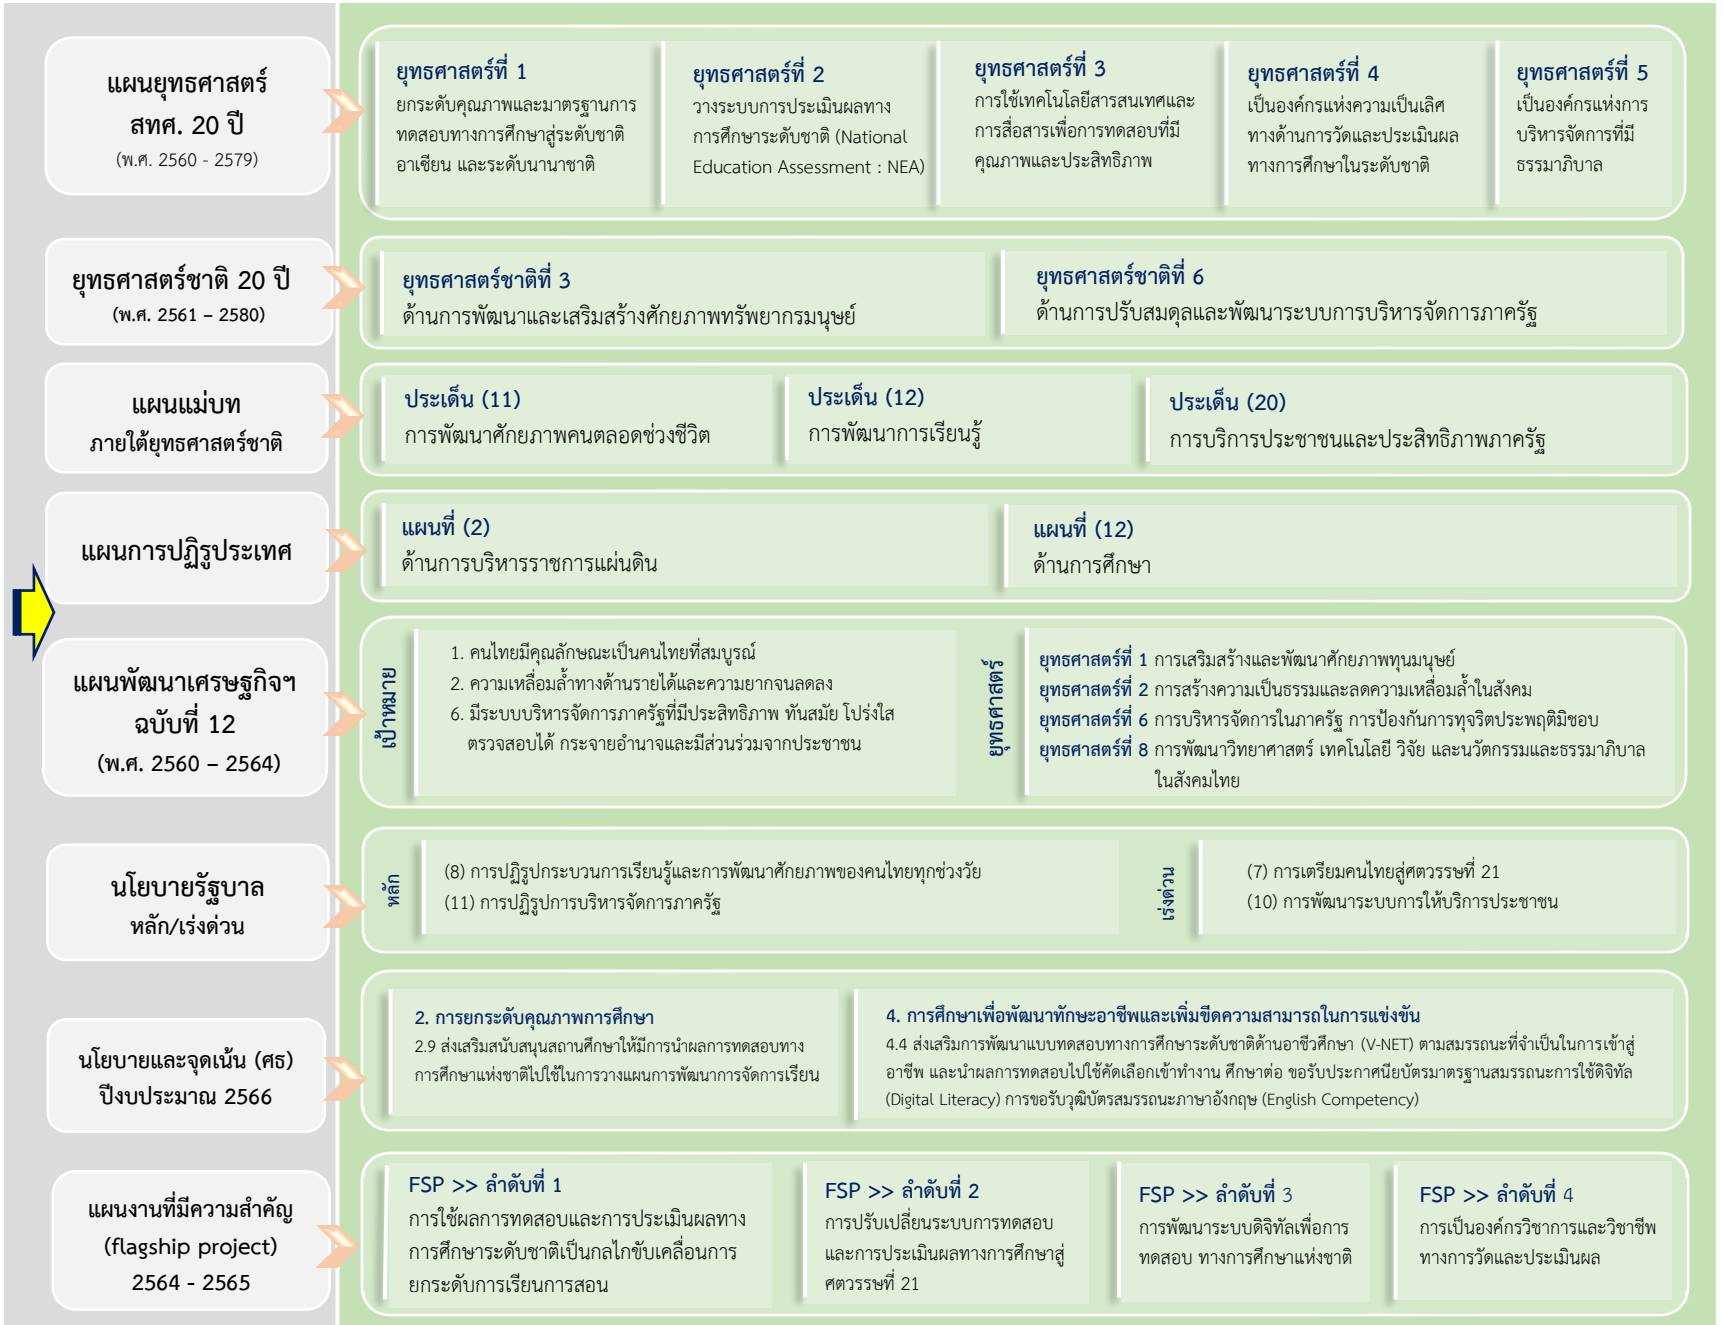 แผนยุทธศาสตร์
สทศ. 20 ปี
(พ.ศ. 2560 - 2579)
ยุทธศาสตร์ที่ 1
ยกระดับคุณภาพและมาตรฐานการ
ทดสอบทางการศึกษาสู่ระดับชาติ
อาเซียน และระดับนานาชาติ
ยุทธศาสตร์ที่ 2
วางระบบการประเมินผลทาง
การศึกษาระดับชาติ (National
Education Assessment : NEA)
ยุทธศาสตร์ที่ 3
การใช้เทคโนโลยีสารสนเทศและ
การสื่อสารเพื่อการทดสอบที่มี
คุณภาพและประสิทธิภาพ
ยุทธศาสตร์ที่ 4
เป็นองค์กรแห่งความเป็นเลิศ
ทางด้านการวัดและประเมินผล
ทางการศึกษาในระดับชาติ
ยุทธศาสตร์ที่ 5
เป็นองค์กรแห่งการ
บริหารจัดการที่มี
ธรรมาภิบาล
ยุทธศาสตร์ชาติ 20 ปี
(พ.ศ. 2561 – 2580)
ยุทธศาสตร์ชาติที่ 3
ด้านการพัฒนาและเสริมสร้างศักยภาพทรัพยากรมนุษย์
ยุทธศาสตร์ชาติที่ 6
ด้านการปรับสมดุลและพัฒนาระบบการบริหารจัดการภาครัฐ
แผนแม่บท
ภายใต้ยุทธศาสตร์ชาติ
ประเด็น (11)
การพัฒนาศักยภาพคนตลอดช่วงชีวิต
ประเด็น (12)
การพัฒนาการเรียนรู้
ประเด็น (20)
การบริการประชาชนและประสิทธิภาพภาครัฐ
แผนการปฏิรูประเทศ
แผนที่ (2)
ด้านการบริหารราชการแผ่นดิน
แผนที่ (12)
ด้านการศึกษา
แผนพัฒนาเศรษฐกิจฯ
ฉบับที่ 12
(พ.ศ. 2560 – 2564)
เป้าหมาย
1. คนไทยมีคุณลักษณะเป็นคนไทยที่สมบูรณ์
2. ความเหลื่อมล้ำทางด้านรายได้และความยากจนลดลง
6. มีระบบบริหารจัดการภาครัฐที่มีประสิทธิภาพ ทันสมัย โปร่งใส
ตรวจสอบได้ กระจายอำนาจและมีส่วนร่วมจากประชาชน
ยุทธศาสตร์
ยุทธศาสตร์ที่ 1 การเสริมสร้างและพัฒนาศักยภาพทุนมนุษย์
ยุทธศาสตร์ที่ 2 การสร้างความเป็นธรรมและลดความเหลื่อมล้ำในสังคม
ยุทธศาสตร์ที่ 6 การบริหารจัดการในภาครัฐ การป้องกันการทุจริตประพฤติมิชอบ
ยุทธศาสตร์ที่ 8 การพัฒนาวิทยาศาสตร์ เทคโนโลยี วิจัย และนวัตกรรมและธรรมาภิบาล
ในสังคมไทย
นโยบายรัฐบาล
หลัก/เร่งด่วน
หลัก
(8) การปฏิรูปกระบวนการเรียนรู้และการพัฒนาศักยภาพของคนไทยทุกช่วงวัย
(11) การปฏิรูปการบริหารจัดการภาครัฐ
เร่งด่วน
(7) การเตรียมคนไทยสู่ศตวรรษที่ 21
(10) การพัฒนาระบบการให้บริการประชาชน
นโยบายและจุดเน้น (ศธ)
ปีงบประมาณ 2566
2. การยกระดับคุณภาพการศึกษา
2.9 ส่งเสริมสนับสนุนสถานศึกษาให้มีการนำผลการทดสอบทาง
การศึกษาแห่งชาติไปใช้ในการวางแผนการพัฒนาการจัดการเรียน
4. การศึกษาเพื่อพัฒนาทักษะอาชีพและเพิ่มขีดความสามารถในการแข่งขัน
4.4 ส่งเสริมการพัฒนาแบบทดสอบทางการศึกษาระดับชาติด้านอาชีวศึกษา (V-NET) ตามสมรรถนะที่จำเป็นในการเข้าสู่
อาชีพ และนำผลการทดสอบไปใช้คัดเลือกเข้าทำงาน ศึกษาต่อ ขอรับประกาศนียบัตรมาตรฐานสมรรถนะการใช้ดิจิทัล
(Digital Literacy) การขอรับวุฒิบัตรสมรรถนะภาษาอังกฤษ (English Competency)
แผนงานที่มีความสำคัญ
(flagship project)
2564 - 2565
FSP >> ลำดับที่ 1
การใช้ผลการทดสอบและการประเมินผลทาง
การศึกษาระดับชาติเป็นกลไกขับเคลื่อนการ
ยกระดับการเรียนการสอน
FSP >> ลำดับที่ 2
การปรับเปลี่ยนระบบการทดสอบ
และการประเมินผลทางการศึกษาสู่
ศตวรรษที่ 21
FSP >> ลำดับที่ 3
การพัฒนาระบบดิจิทัลเพื่อการ
ทดสอบ ทางการศึกษาแห่งชาติ
FSP >> ลำดับที่ 4
การเป็นองค์กรวิชาการและวิชาชีพ
ทางการวัดและประเมินผล